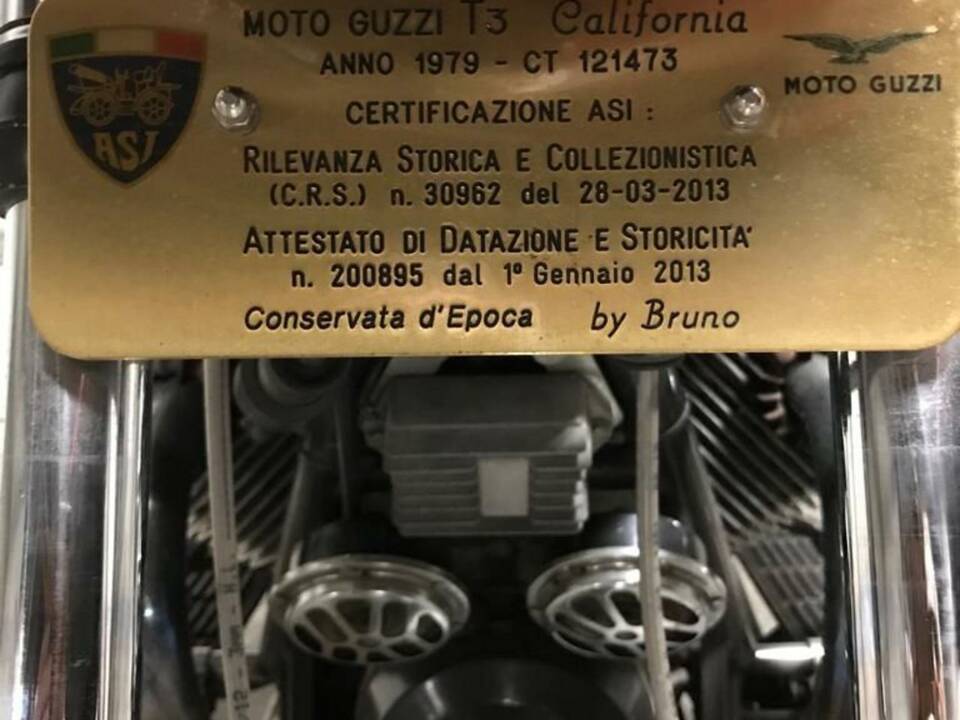 MOTO GUZZI T3 California
ANNO 1979 - CT 121473
MOTO GUZZI
ASI
CERTIFICAZIONE ASI :
RILEVANZA STORICA E COLLEZIONISTICA
(C.R.S.) n. 30962 del 28-03-2013
ATTESTATO DI DATAZIONE E STORICITA'
n. 200895 dal 1° Gennaio 2013
Conservata d'Epoca by Bruno